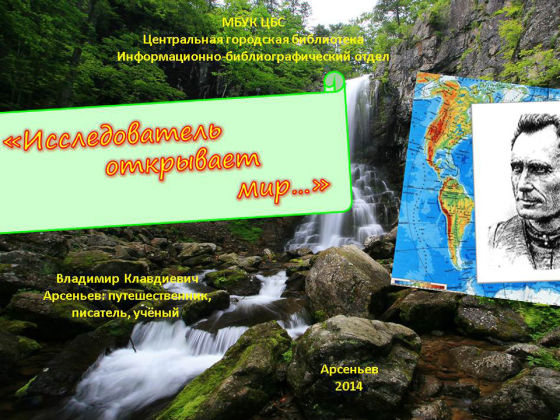 МБУК ЦБС
Центральная городская библиотека
Информационно-библиографический отдел
«Исследователь
открывает
мир...»
Владимир Клавдиевич
Арсеньев: путешественник,
писатель, учёный
Арсеньев
2014